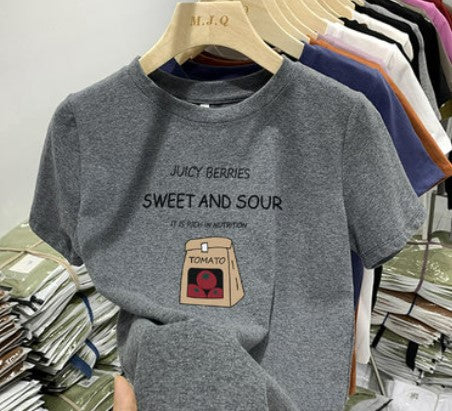 M.J.Q
JUICY BERRIES
SWEET AND SOUR
IT IS RICH IN NUTRITION
TOMATO